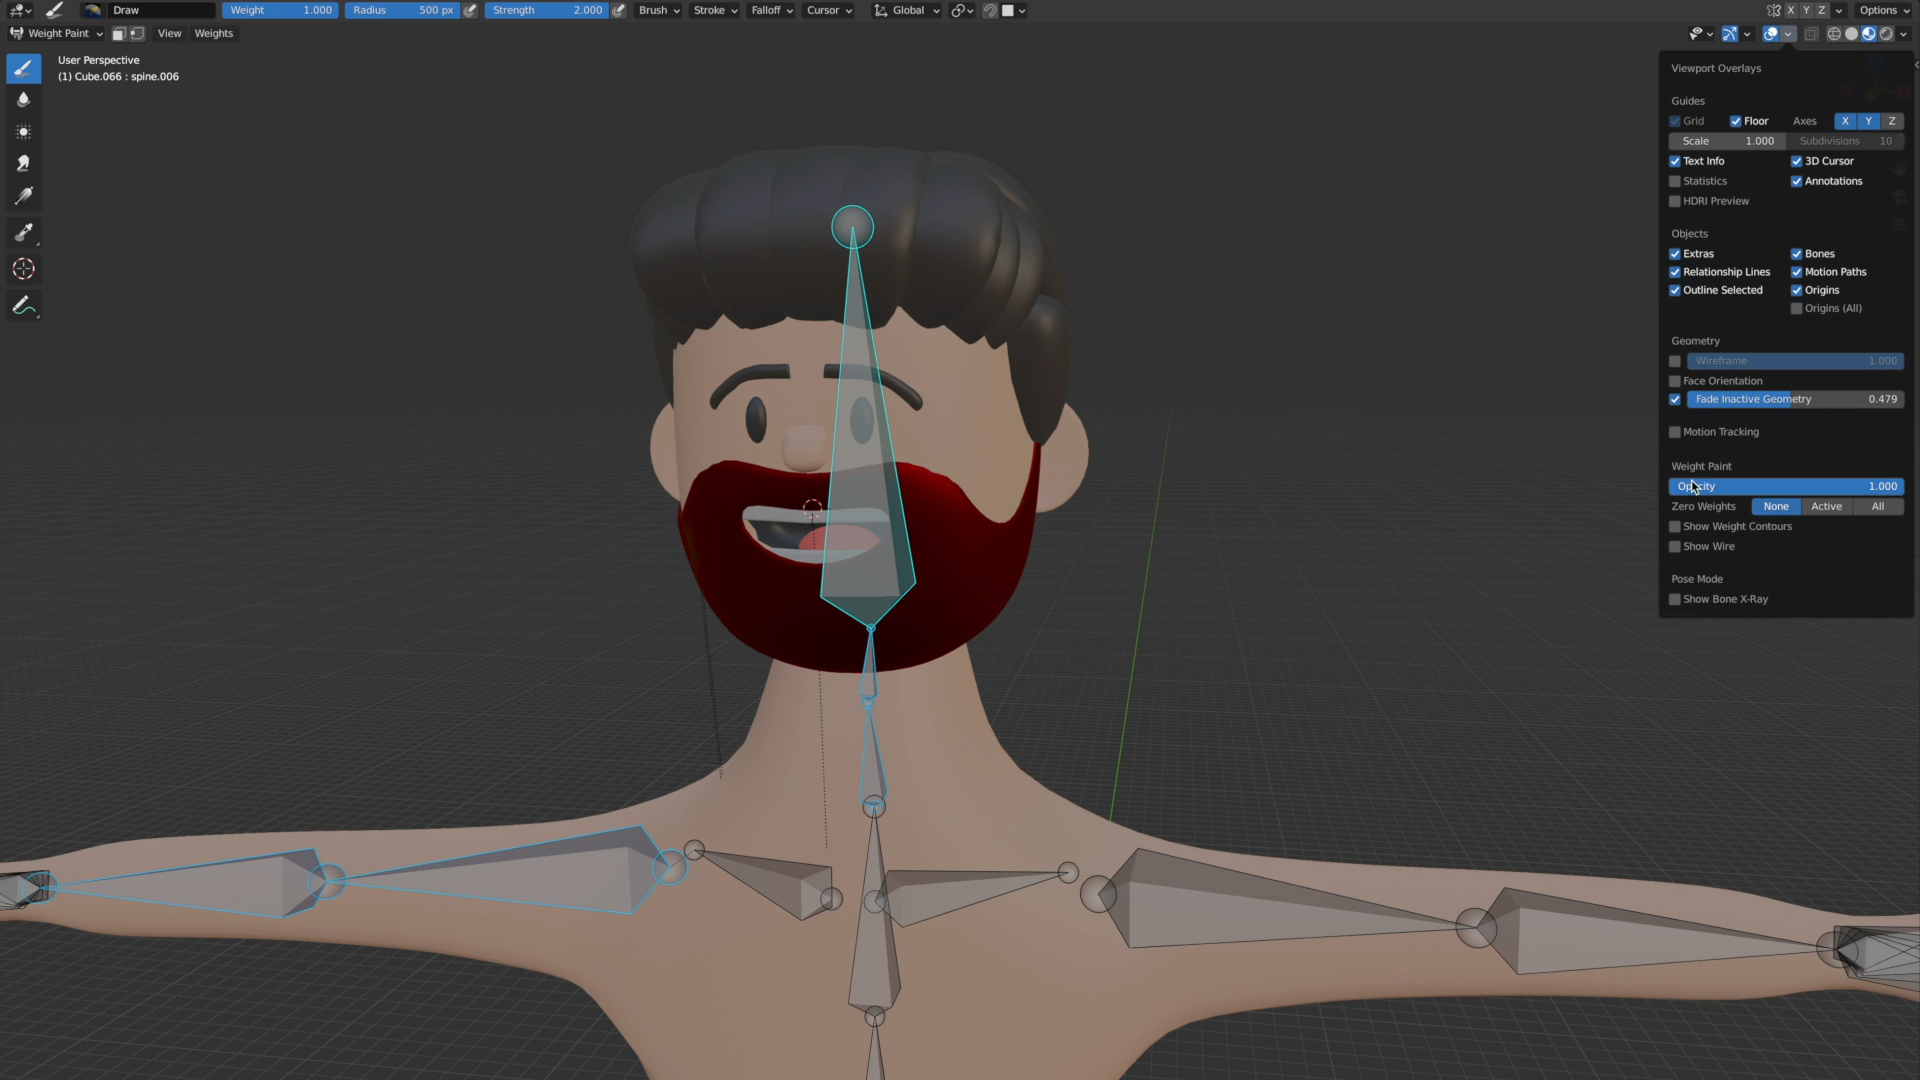 Draw Weight 1.000 Radius 500 px Strength 2.000 Brush Stroke Falloff Cursor Global X Y Z Options
Weight Paint View Weights
User Perspective
(1) Cube.066 : spine.006
Viewport Overlays
Guides
Grid Floor Axes X Y Z
Scale 1.000 Subdivisions 10
Text Info 3D Cursor
Statistics Annotations
HDRI Preview
Objects
Extras Bones
Relationship Lines Motion Paths
Outline Selected Origins
Origins (All)
Geometry
Wireframe 1.000
Face Orientation
Fade Inactive Geometry 0.479
Motion Tracking
Weight Paint
Opacity 1.000
Zero Weights None Active All
Show Weight Contours
Show Wire
Pose Mode
Show Bone X-Ray